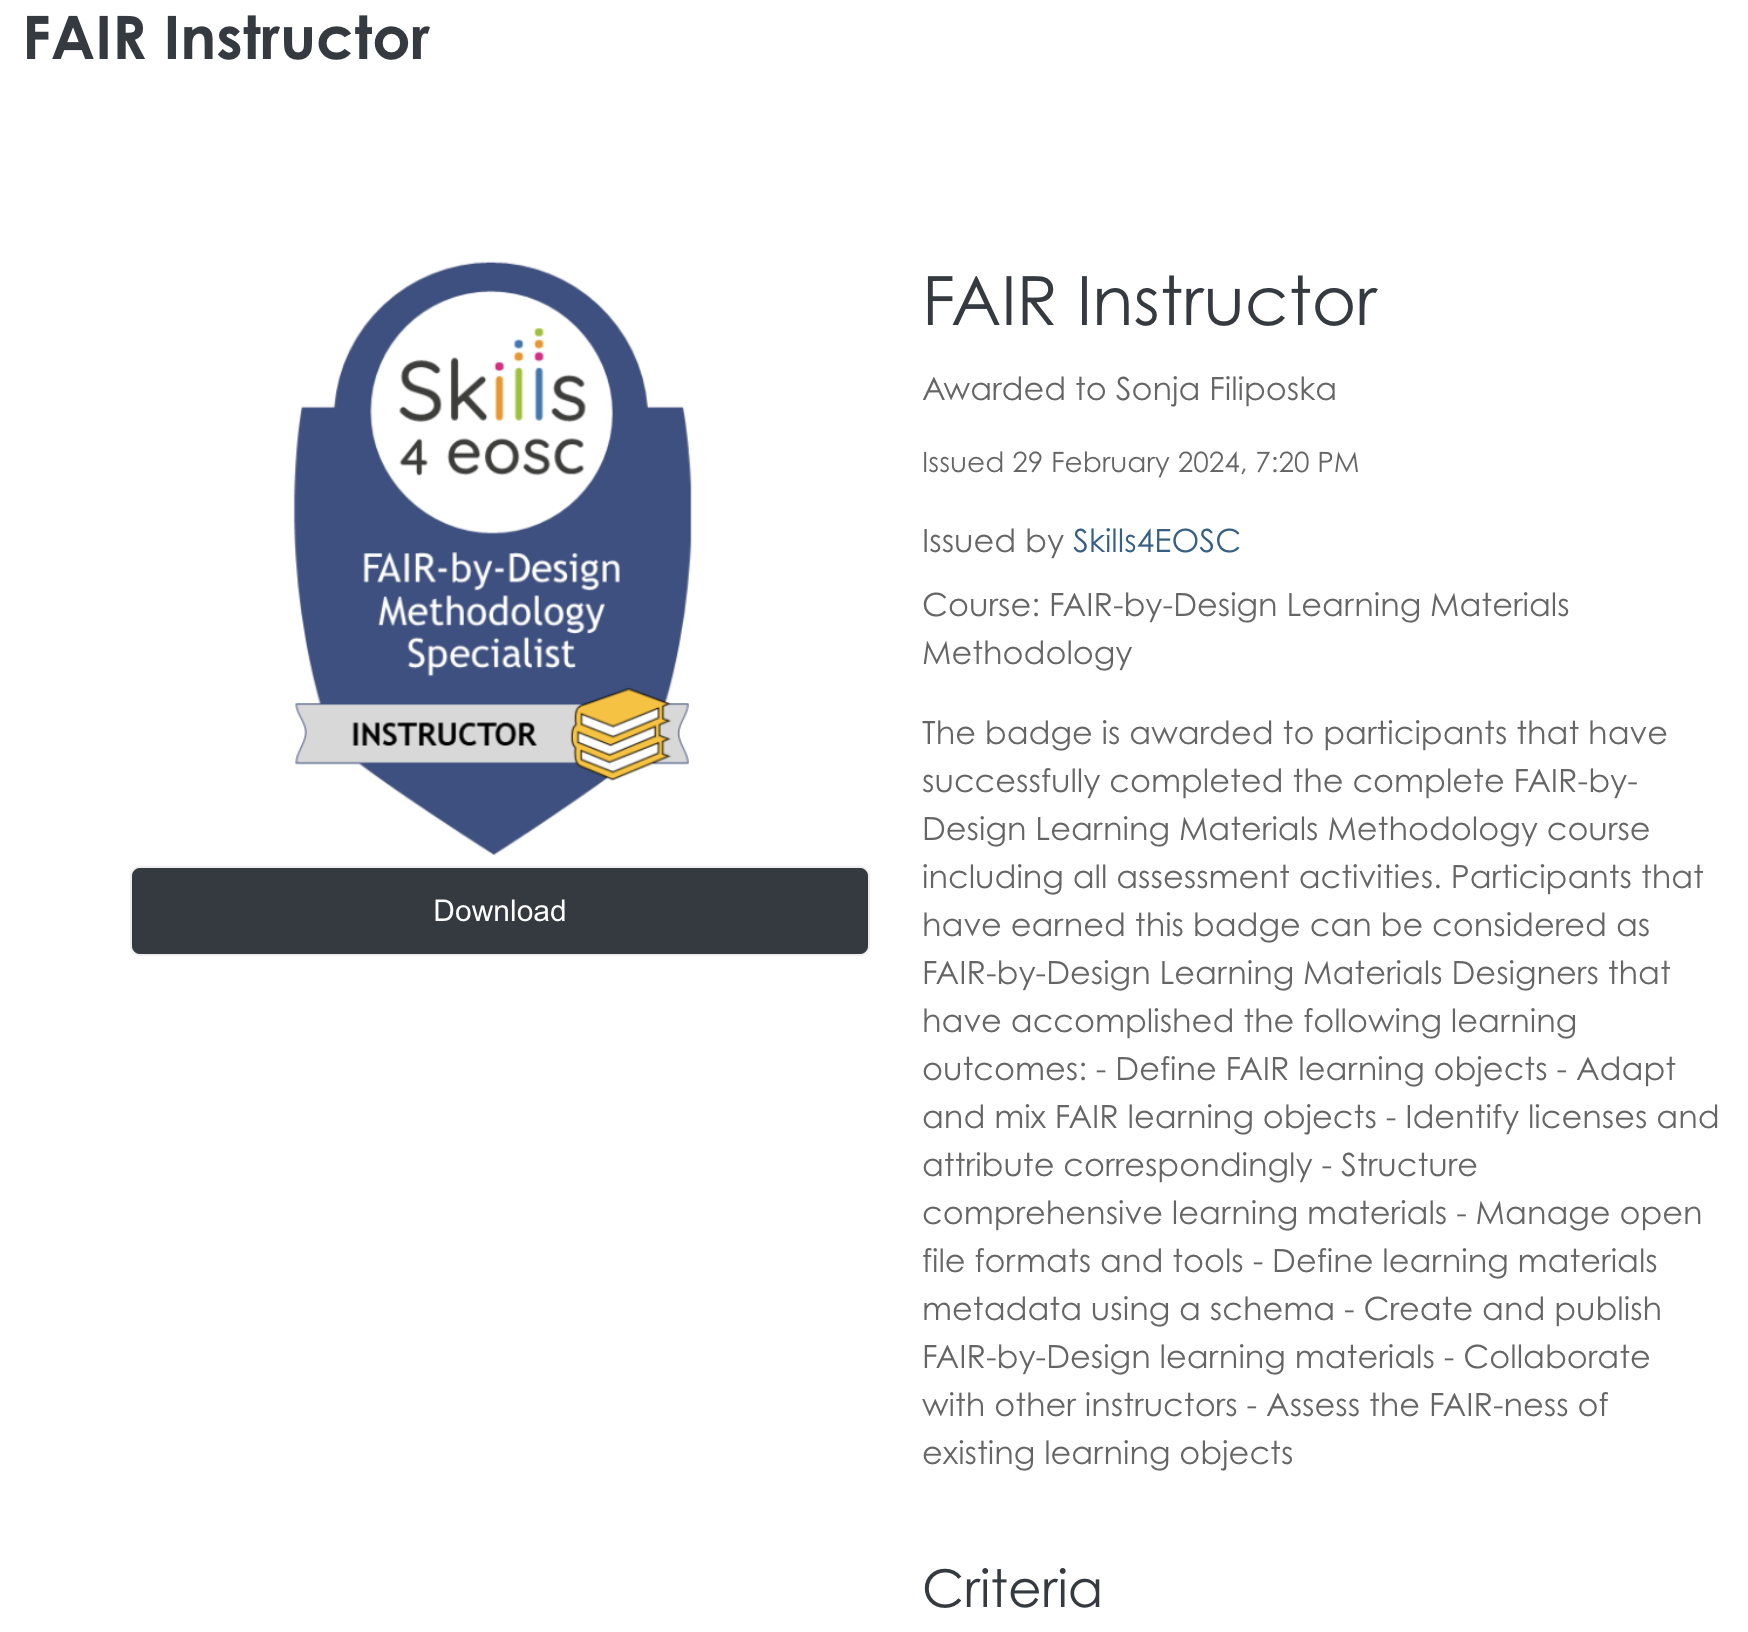 FAIR Instructor
Skills
4 eosc
FAIR-by-Design
Methodology
Specialist
INSTRUCTOR
Download
FAIR Instructor
Awarded to Sonja Filiposka
Issued 29 February 2024, 7:20 PM
Issued by Skills4EOSC
Course: FAIR-by-Design Learning Materials
Methodology
The badge is awarded to participants that have
successfully completed the complete FAIR-by-
Design Learning Materials Methodology course
including all assessment activities. Participants that
have earned this badge can be considered as
FAIR-by-Design Learning Materials Designers that
have accomplished the following learning
outcomes: - Define FAIR learning objects - Adapt
and mix FAIR learning objects - Identify licenses and
attribute correspondingly - Structure
comprehensive learning materials - Manage open
file formats and tools - Define learning materials
metadata using a schema - Create and publish
FAIR-by-Design learning materials - Collaborate
with other instructors - Assess the FAIR-ness of
existing learning objects
Criteria